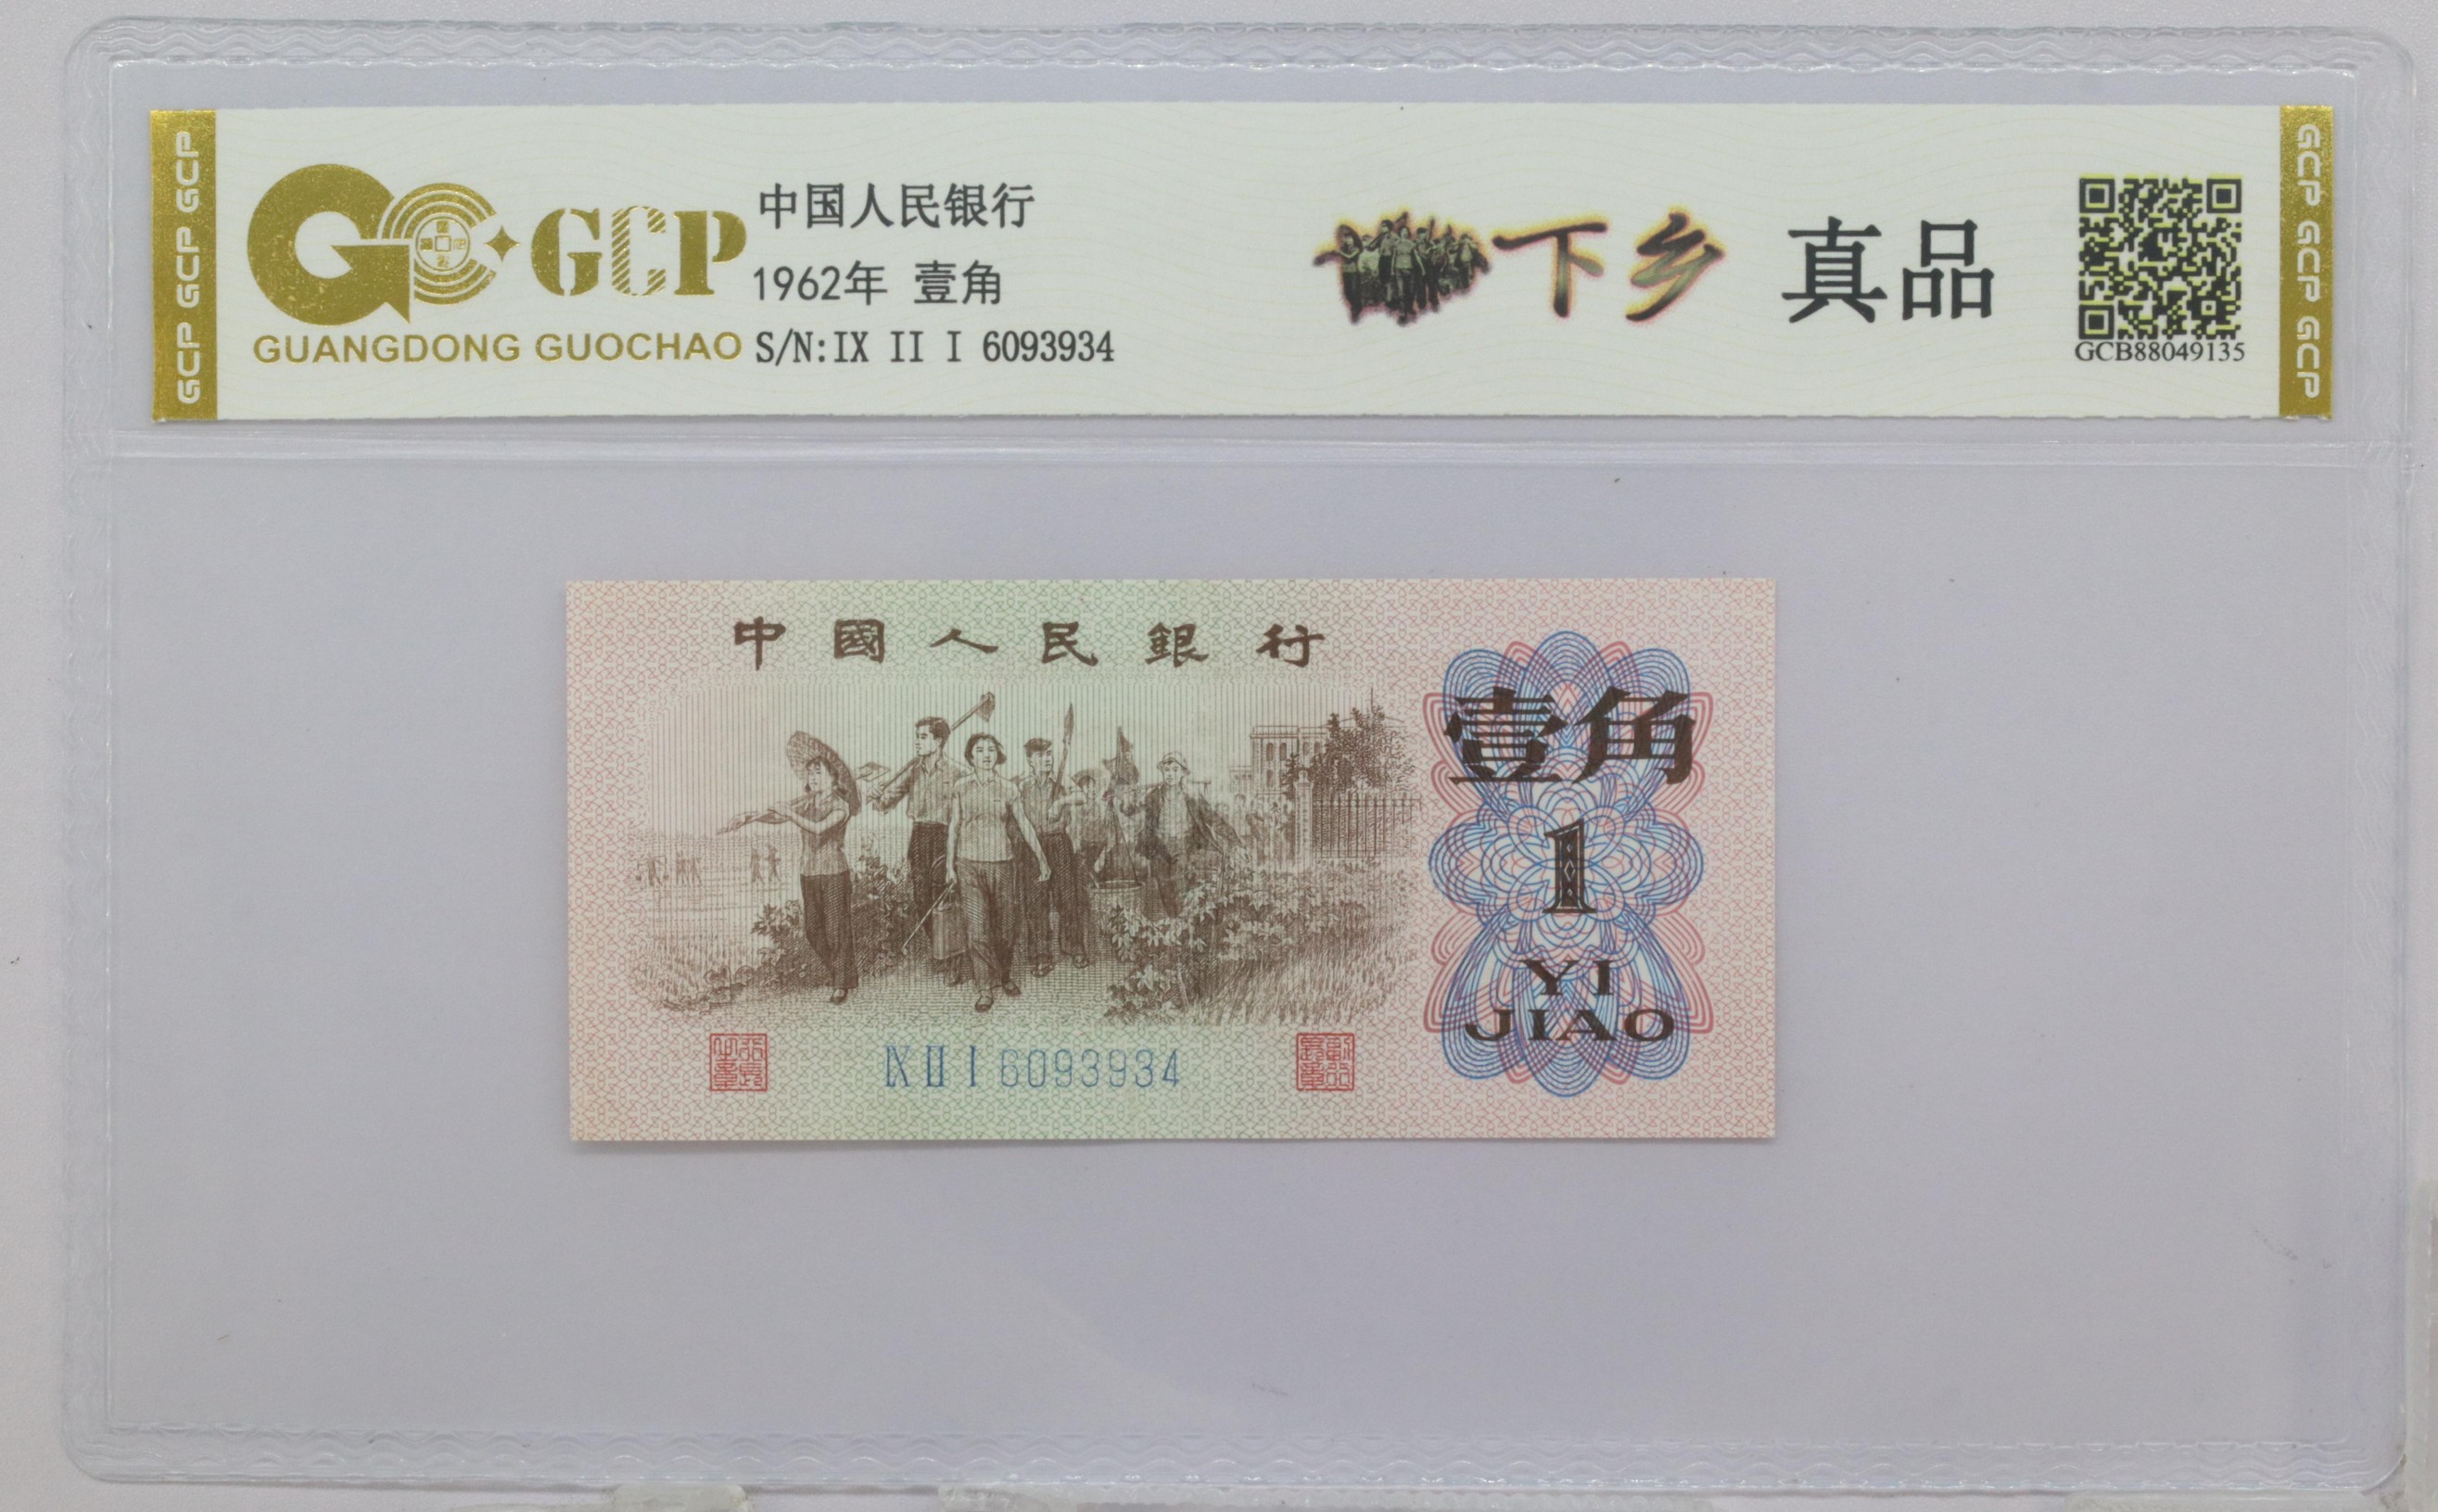 GCP GCP GCP
GCP
GUANGDONG GUOCHAO
中国人民银行
1962年 壹角
S/N:IX II I 6093934
下乡 真品
GCB88049135
GCP GCP GCP
中國人民銀行
壹角
1
YI
JIAO
IX II I 6093934